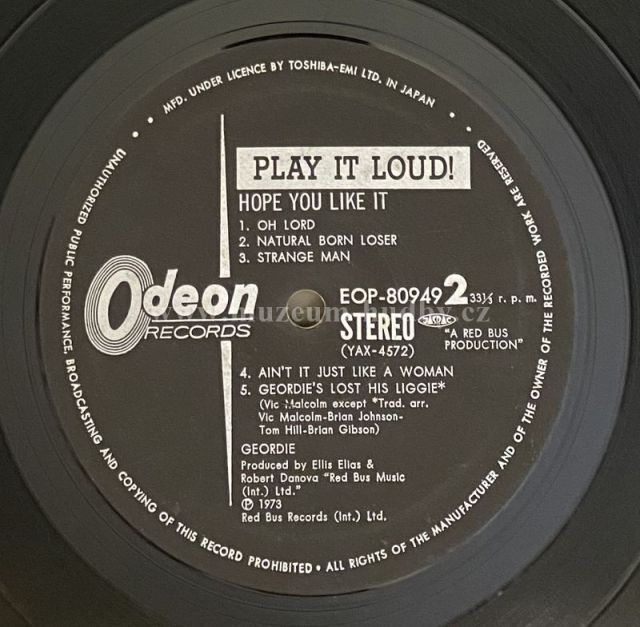 MFD. UNDER LICENCE BY TOSHIBA-EMI LTD. IN JAPAN
UNAUTHORIZED PUBLIC PERFORMANCE, BROADCASTING AND COPYING OF THIS RECORD PROHIBITED • ALL RIGHTS OF THE MANUFACTURER AND OF THE OWNER OF THE RECORDED WORK ARE RESERVED
PLAY IT LOUD!
HOPE YOU LIKE IT
1. OH LORD
2. NATURAL BORN LOSER
3. STRANGE MAN
Odeon
RECORDS
EOP-80949 2 33⅓ r. p. m.
STEREO
(YAX-4572)
"A RED BUS
PRODUCTION"
www.muzeum-hudby.cz
4. AIN'T IT JUST LIKE A WOMAN
5. GEORDIE'S LOST HIS LIGGIE*
(Vic Malcolm except *Trad. arr.
Vic Malcolm-Brian Johnson-
Tom Hill-Brian Gibson)
GEORDIE
Produced by Ellis Elias &
Robert Danova "Red Bus Music
(Int.) Ltd."
℗ 1973
Red Bus Records (Int.) Ltd.